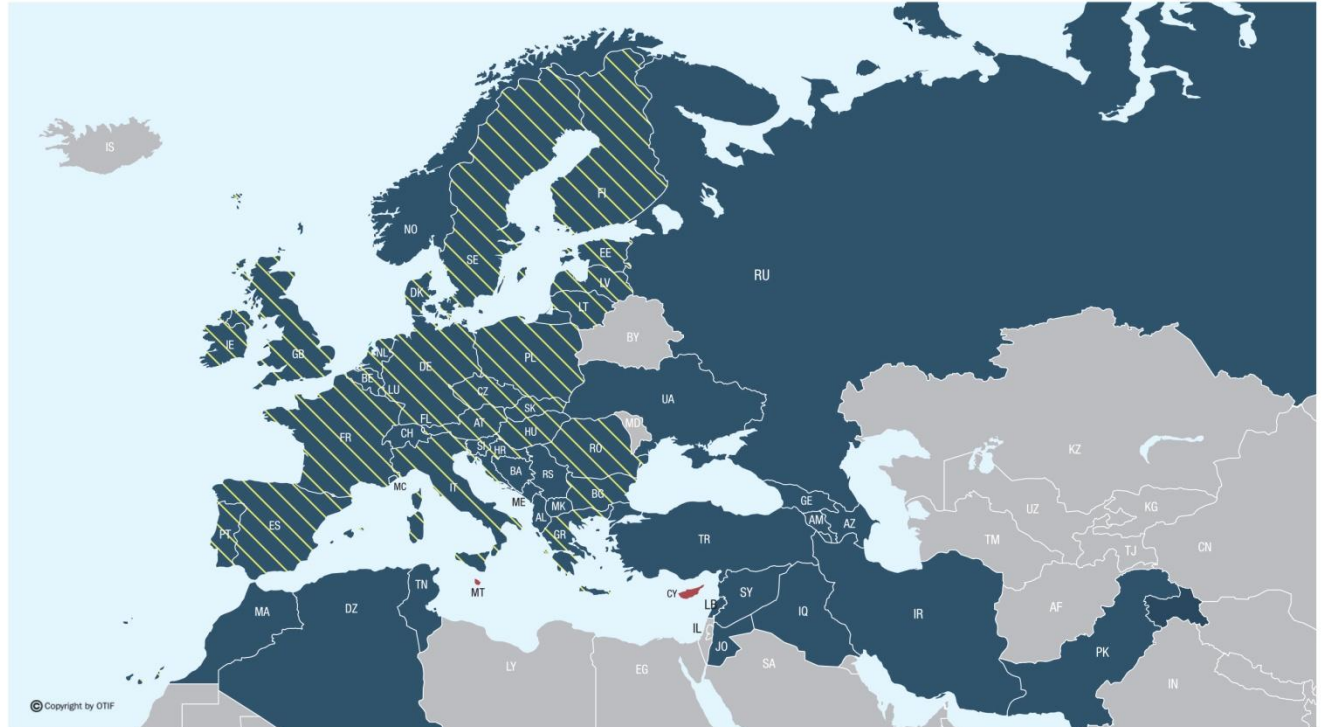 IS
NO
SE
FI
RU
EE
LV
LT
DK
IE
GB
NL
BE
LU
DE
PL
BY
CZ
SK
UA
FR
FL
CH
AT
HU
MD
SI
HR
RO
KZ
BA
RS
MC
IT
ME
BG
MK
AL
GE
AM
AZ
UZ
KG
TM
TJ
CN
PT
ES
GR
TR
TN
MT
CY
LB
SY
IQ
IR
AF
MA
DZ
IL
JO
PK
LY
EG
SA
IN
© Copyright by OTIF